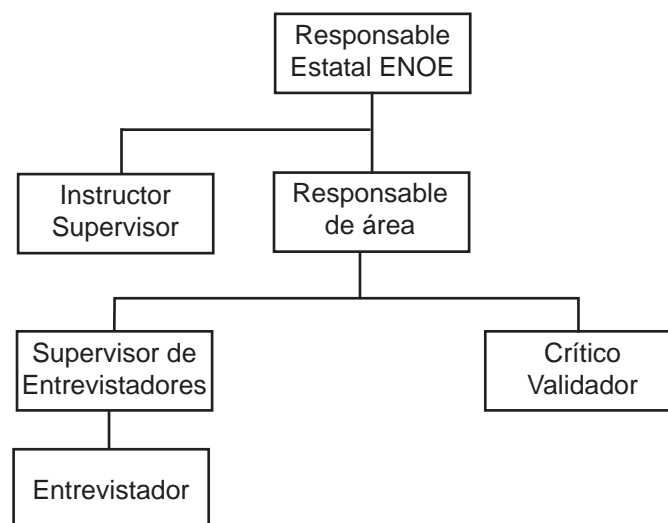 Responsable
Estatal ENOE
Instructor
Supervisor
Responsable
de área
Supervisor de
Entrevistadores
Crítico
Validador
Entrevistador